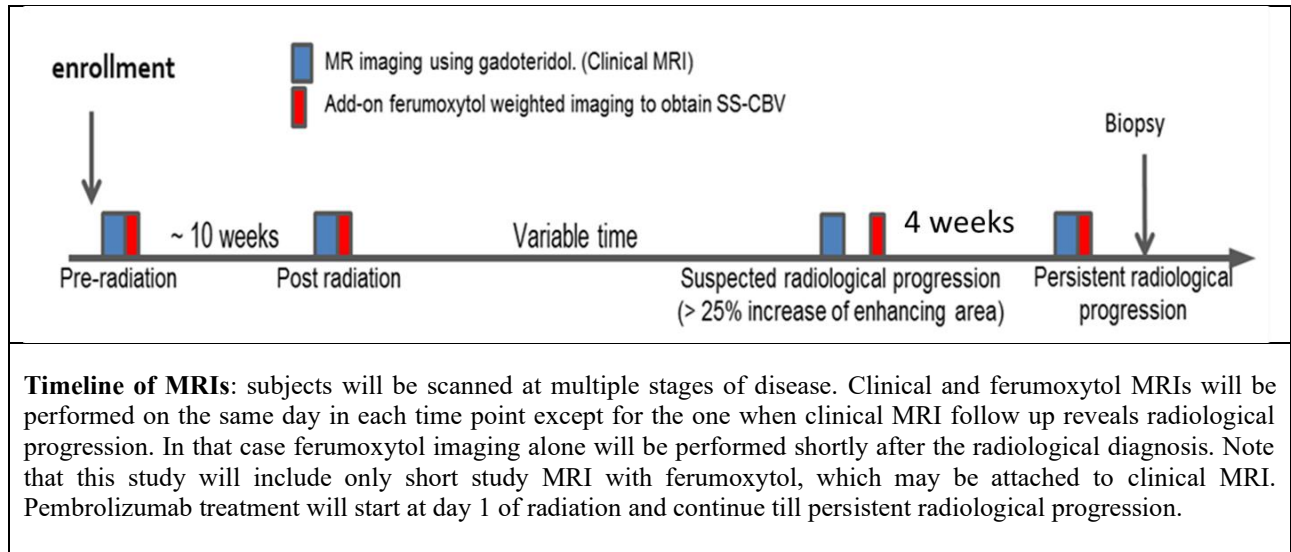 enrollment
MR imaging using gadoteridol. (Clinical MRI)
Add-on ferumoxytol weighted imaging to obtain SS-CBV
Biopsy
~ 10 weeks
Variable time
4 weeks
Pre-radiation
Post radiation
Suspected radiological progression
(> 25% increase of enhancing area)
Persistent radiological
progression
Timeline of MRIs: subjects will be scanned at multiple stages of disease. Clinical and ferumoxytol MRIs will be
performed on the same day in each time point except for the one when clinical MRI follow up reveals radiological
progression. In that case ferumoxytol imaging alone will be performed shortly after the radiological diagnosis. Note
that this study will include only short study MRI with ferumoxytol, which may be attached to clinical MRI.
Pembrolizumab treatment will start at day 1 of radiation and continue till persistent radiological progression.